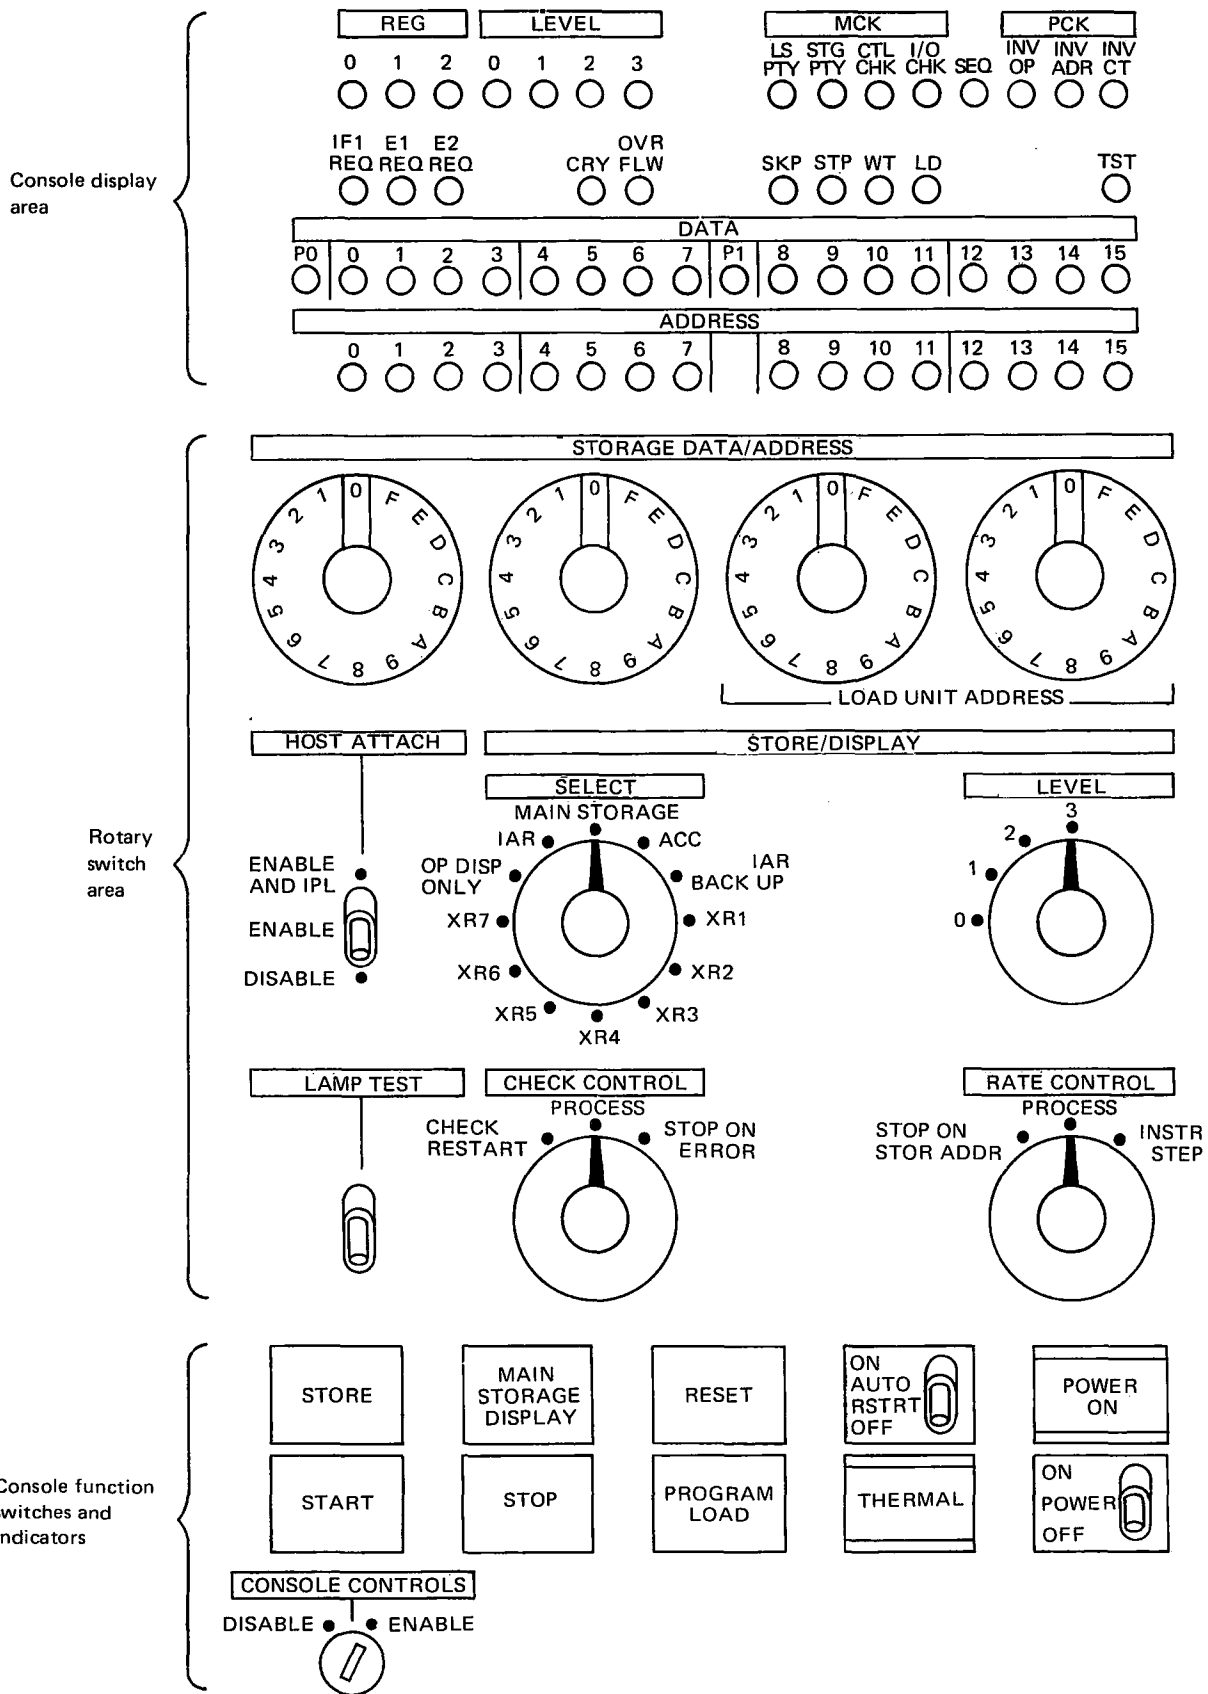 REG LEVEL MCK PCK
LS STG CTL I/O INV INV INV
0 1 2 0 1 2 3 PTY PTY CHK CHK SEQ OP ADR CT
IF1 E1 E2 OVR
REQ REQ REQ CRY FLW SKP STP WT LD TST
Console display
area
DATA
P0 0 1 2 3 4 5 6 7 P1 8 9 10 11 12 13 14 15
ADDRESS
0 1 2 3 4 5 6 7 8 9 10 11 12 13 14 15
STORAGE DATA/ADDRESS
0 F E D C B A 9 8 7 6 5 4 3 2 1
0 F E D C B A 9 8 7 6 5 4 3 2 1
0 F E D C B A 9 8 7 6 5 4 3 2 1
0 F E D C B A 9 8 7 6 5 4 3 2 1
LOAD UNIT ADDRESS
Rotary
switch
area
HOST ATTACH
ENABLE
AND IPL
ENABLE
DISABLE
STORE/DISPLAY
SELECT
MAIN STORAGE
ACC
IAR
BACK UP
XR1
XR2
XR3
XR4
XR5
XR6
XR7
OP DISP
ONLY
IAR
LEVEL
3
2
1
0
LAMP TEST
CHECK CONTROL
PROCESS
CHECK
RESTART
STOP ON
ERROR
RATE CONTROL
PROCESS
STOP ON
STOR ADDR
INSTR
STEP
Console function
switches and
indicators
STORE
MAIN
STORAGE
DISPLAY
RESET
ON
AUTO
RSTRT
OFF
POWER
ON
START
STOP
PROGRAM
LOAD
THERMAL
ON
POWER
OFF
CONSOLE CONTROLS
DISABLE ENABLE